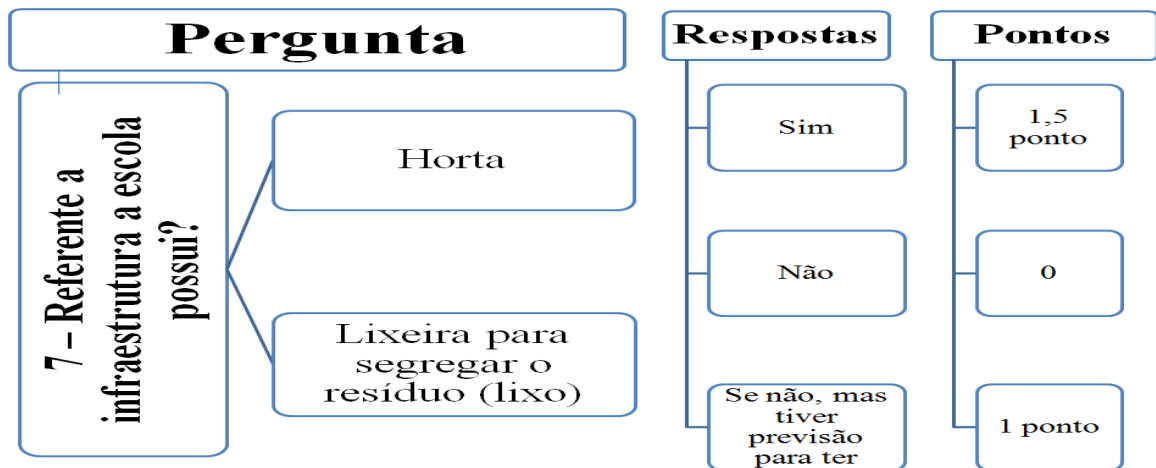 Pergunta
7 – Referente a
infraestrutura a escola
possui?
Horta
Lixeira para
segregar o
resíduo (lixo)
Respostas
Sim
Não
Se não, mas
tiver
previsão
para ter
Pontos
1,5
ponto
0
1 ponto